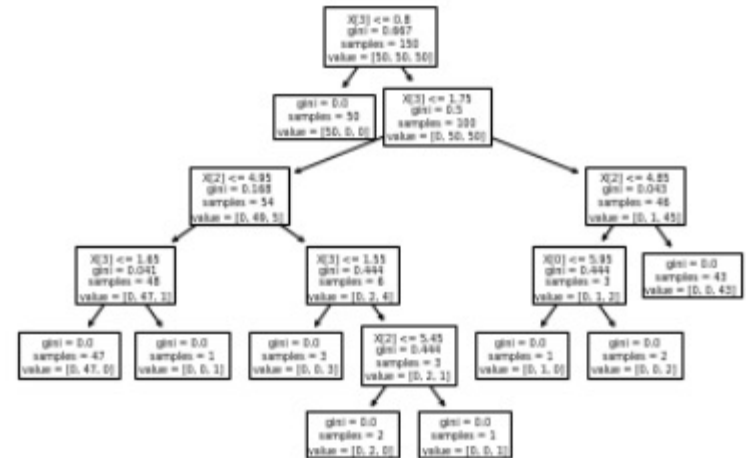 X[3] <= 0.8
gini = 0.667
samples = 150
value = [50, 50, 50]
gini = 0.0
samples = 50
value = [50, 0, 0]
X[3] <= 1.75
gini = 0.5
samples = 100
value = [0, 50, 50]
X[2] <= 4.95
gini = 0.168
samples = 54
value = [0, 49, 5]
X[2] <= 4.85
gini = 0.043
samples = 46
value = [0, 1, 45]
X[3] <= 1.65
gini = 0.041
samples = 48
value = [0, 47, 1]
X[3] <= 1.55
gini = 0.444
samples = 6
value = [0, 2, 4]
X[0] <= 5.95
gini = 0.444
samples = 3
value = [0, 1, 2]
gini = 0.0
samples = 43
value = [0, 0, 43]
gini = 0.0
samples = 47
value = [0, 47, 0]
gini = 0.0
samples = 1
value = [0, 0, 1]
gini = 0.0
samples = 3
value = [0, 0, 3]
X[2] <= 5.45
gini = 0.444
samples = 3
value = [0, 2, 1]
gini = 0.0
samples = 1
value = [0, 1, 0]
gini = 0.0
samples = 2
value = [0, 0, 2]
gini = 0.0
samples = 2
value = [0, 2, 0]
gini = 0.0
samples = 1
value = [0, 0, 1]